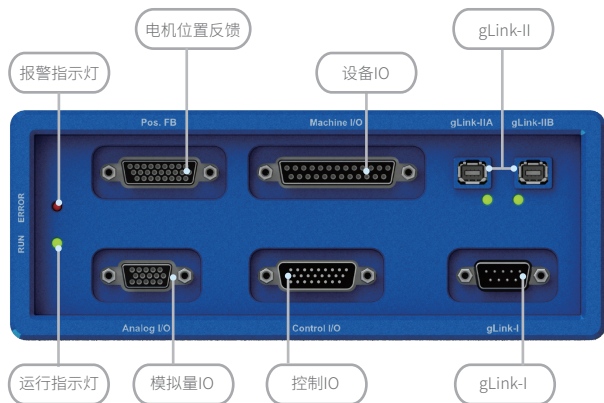 电机位置反馈
gLink-II
报警指示灯
设备IO
Pos. FB
Machine I/O
gLink-IIA
gLink-IIB
ERROR
RUN
Analog I/O
Control I/O
gLink-I
运行指示灯
模拟量IO
控制IO
gLink-I